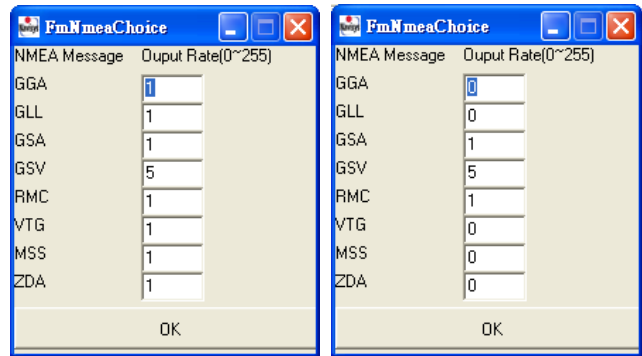 FmNmeaChoice
NMEA Message Ouput Rate(0~255)
GGA 1
GLL 1
GSA 1
GSV 5
RMC 1
VTG 1
MSS 1
ZDA 1
OK
FmNmeaChoice
NMEA Message Ouput Rate(0~255)
GGA 0
GLL 0
GSA 1
GSV 5
RMC 1
VTG 0
MSS 0
ZDA 0
OK